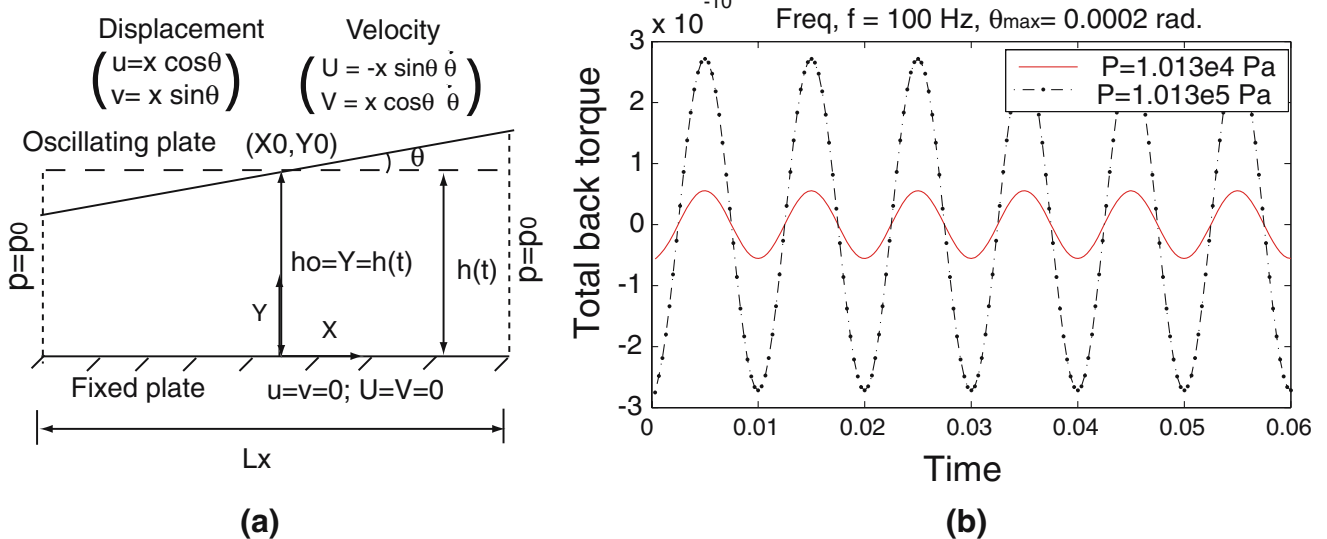 Displacement
u=x cosθ
v= x sinθ
Velocity
U = -x sinθ θ̇
V = x cosθ θ̇
Oscillating plate
(X0,Y0)
θ
p=p0
ho=Y=h(t)
h(t)
p=p0
Y
X
Fixed plate
u=v=0; U=V=0
Lx
(a)
x 10^-10
Freq, f = 100 Hz, θmax= 0.0002 rad.
P=1.013e4 Pa
P=1.013e5 Pa
Total back torque
3
2
1
0
-1
-2
-3
0 0.01 0.02 0.03 0.04 0.05 0.06
Time
(b)